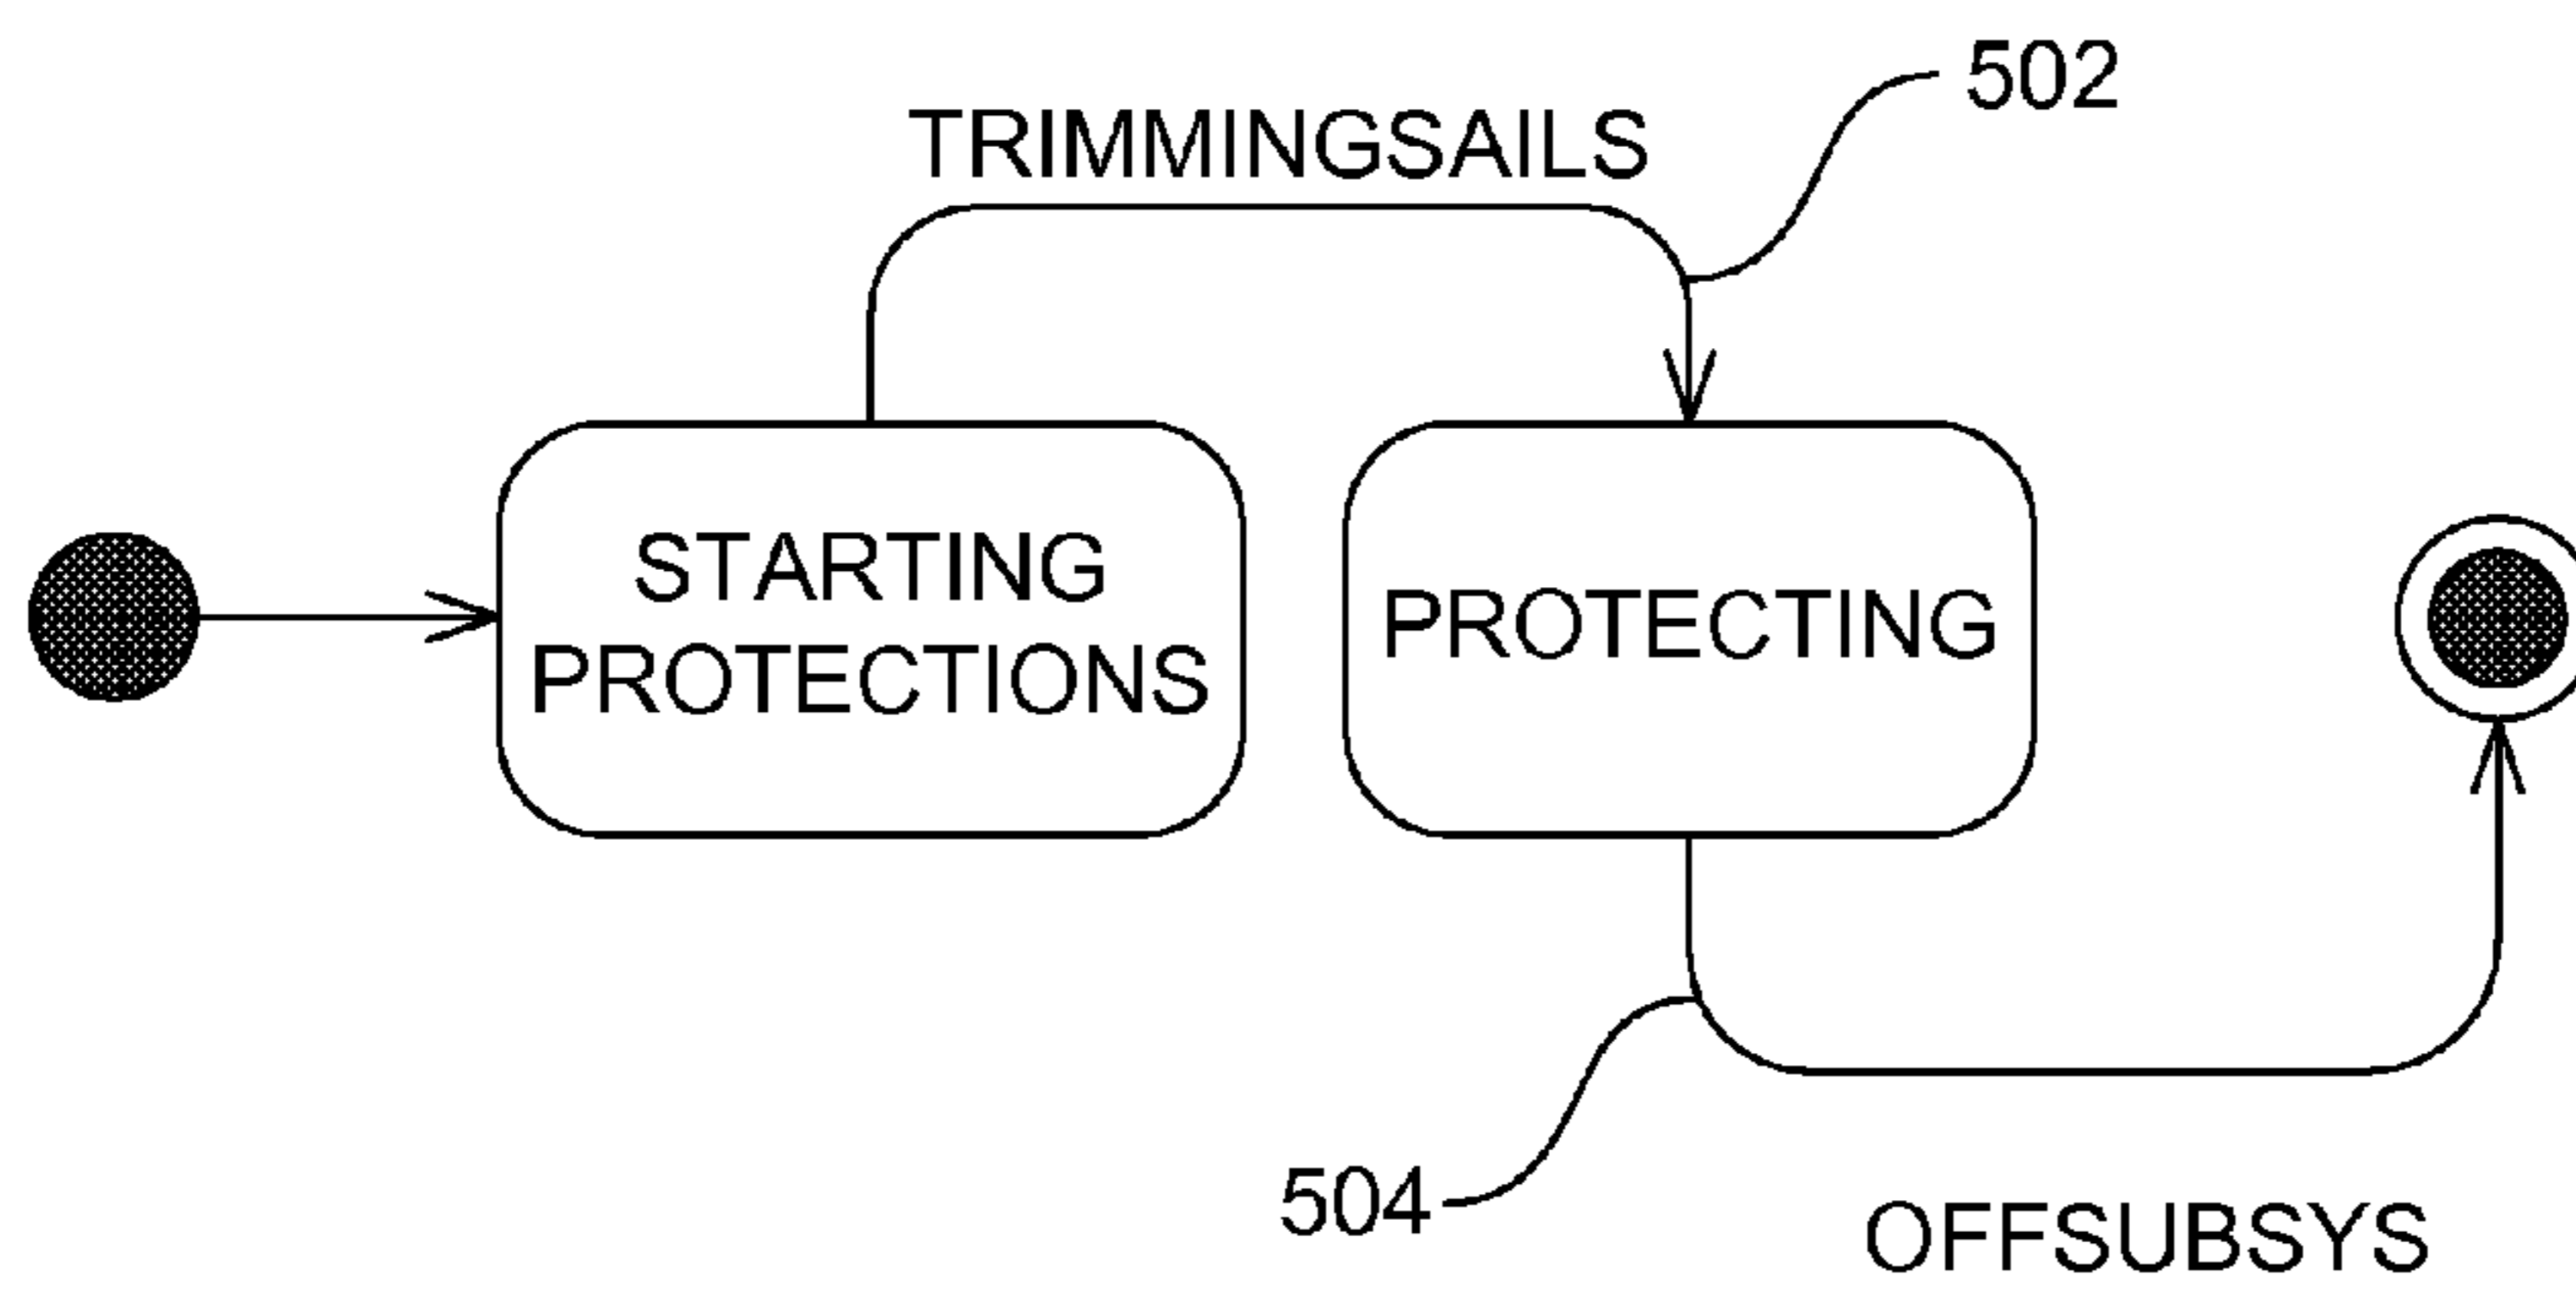 502
TRIMMINGSAILS
STARTING
PROTECTIONS
PROTECTING
504
OFFSUBSYS